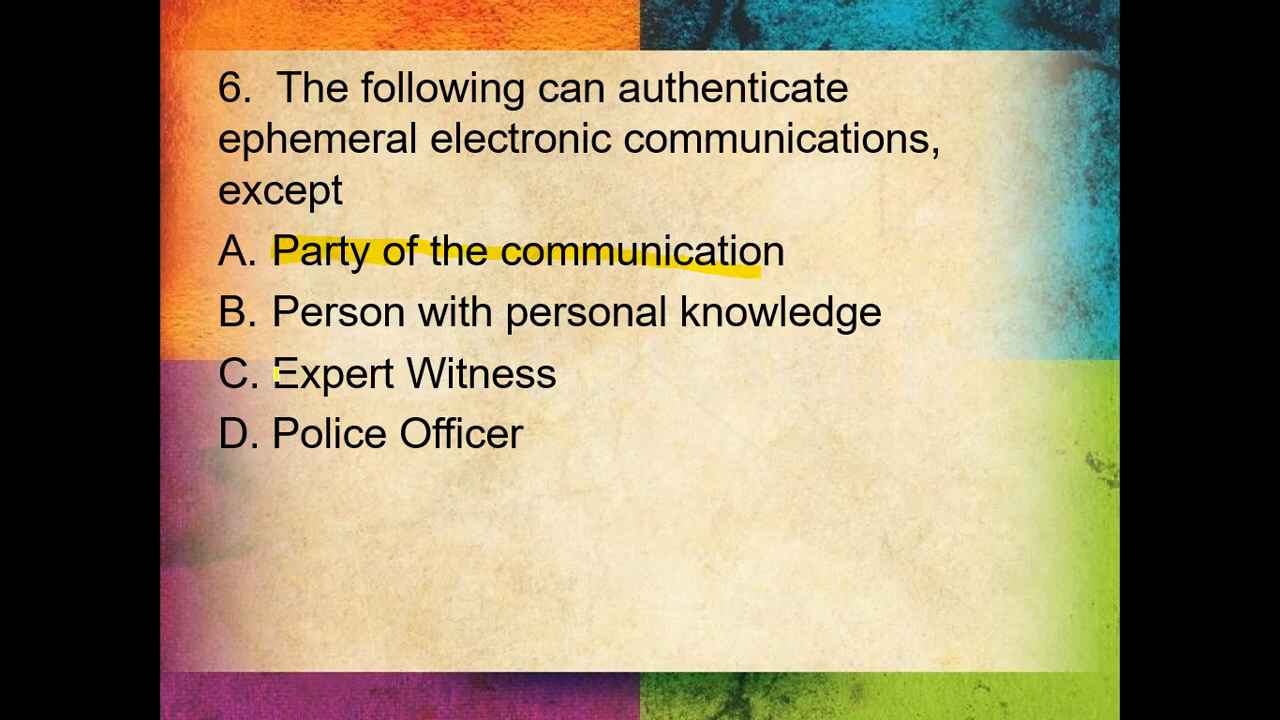 6. The following can authenticate
ephemeral electronic communications,
except
A. Party of the communication
B. Person with personal knowledge
C. Expert Witness
D. Police Officer